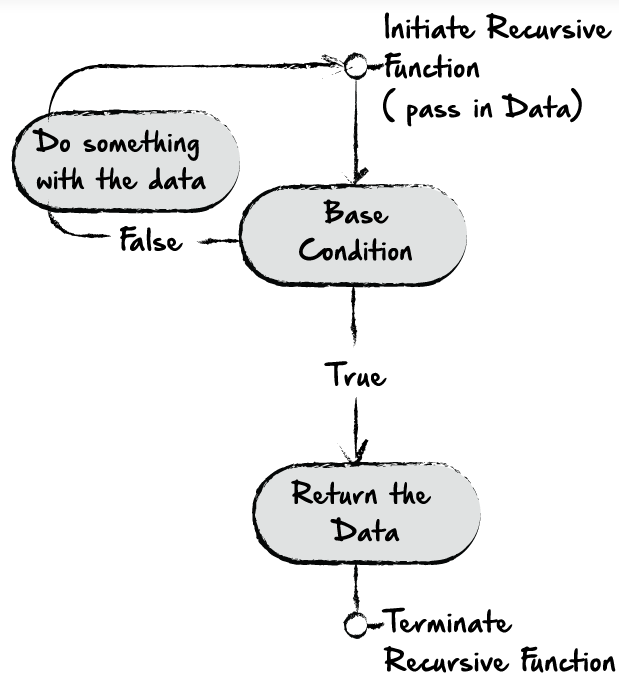 Initiate Recursive
Function
( pass in Data)
Do something
with the data
Base
Condition
False
True
Return the
Data
Terminate
Recursive Function